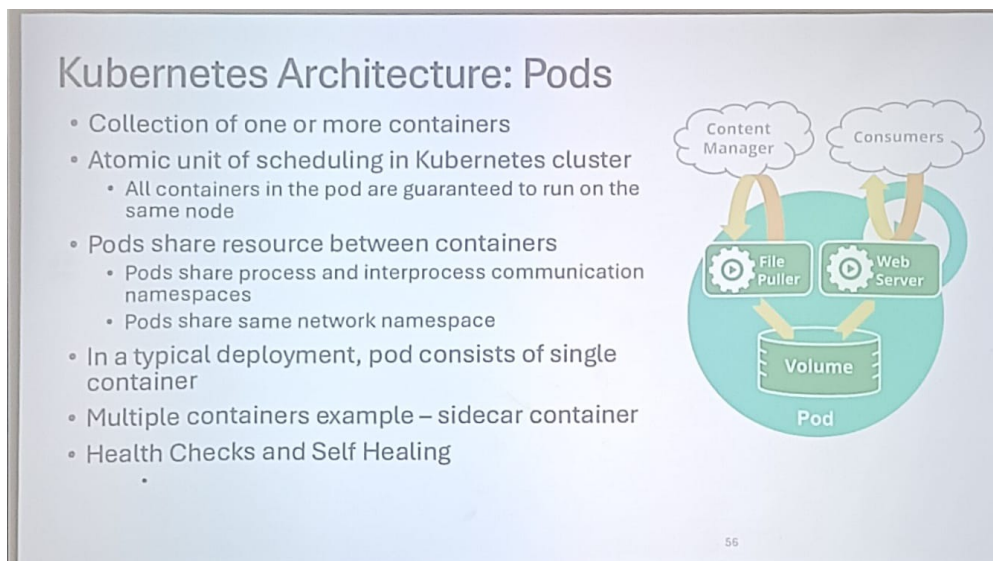 Kubernetes Architecture: Pods
• Collection of one or more containers
• Atomic unit of scheduling in Kubernetes cluster
• All containers in the pod are guaranteed to run on the
same node
• Pods share resource between containers
• Pods share process and interprocess communication
namespaces
• Pods share same network namespace
• In a typical deployment, pod consists of single
container
• Multiple containers example – sidecar container
• Health Checks and Self Healing
•
Content
Manager
Consumers
File
Puller
Web
Server
Volume
Pod
56